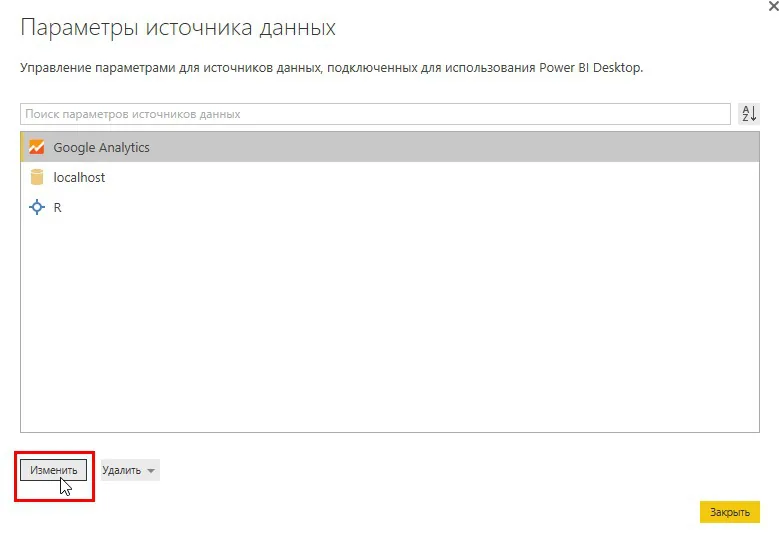 Параметры источника данных
Управление параметрами для источников данных, подключенных для использования Power BI Desktop.
Поиск параметров источников данных
A
Z
Google Analytics
localhost
R
Изменить Удалить
Закрыть